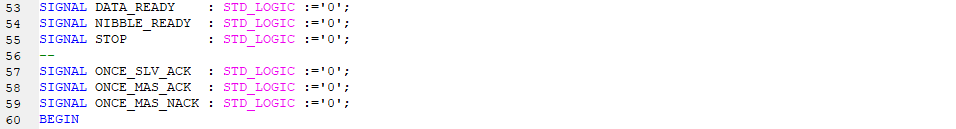 53 SIGNAL DATA_READY    : STD_LOGIC :='0';
54 SIGNAL NIBBLE_READY  : STD_LOGIC :='0';
55 SIGNAL STOP          : STD_LOGIC :='0';
56 --
57 SIGNAL ONCE_SLV_ACK  : STD_LOGIC :='0';
58 SIGNAL ONCE_MAS_ACK  : STD_LOGIC :='0';
59 SIGNAL ONCE_MAS_NACK : STD_LOGIC :='0';
60 BEGIN